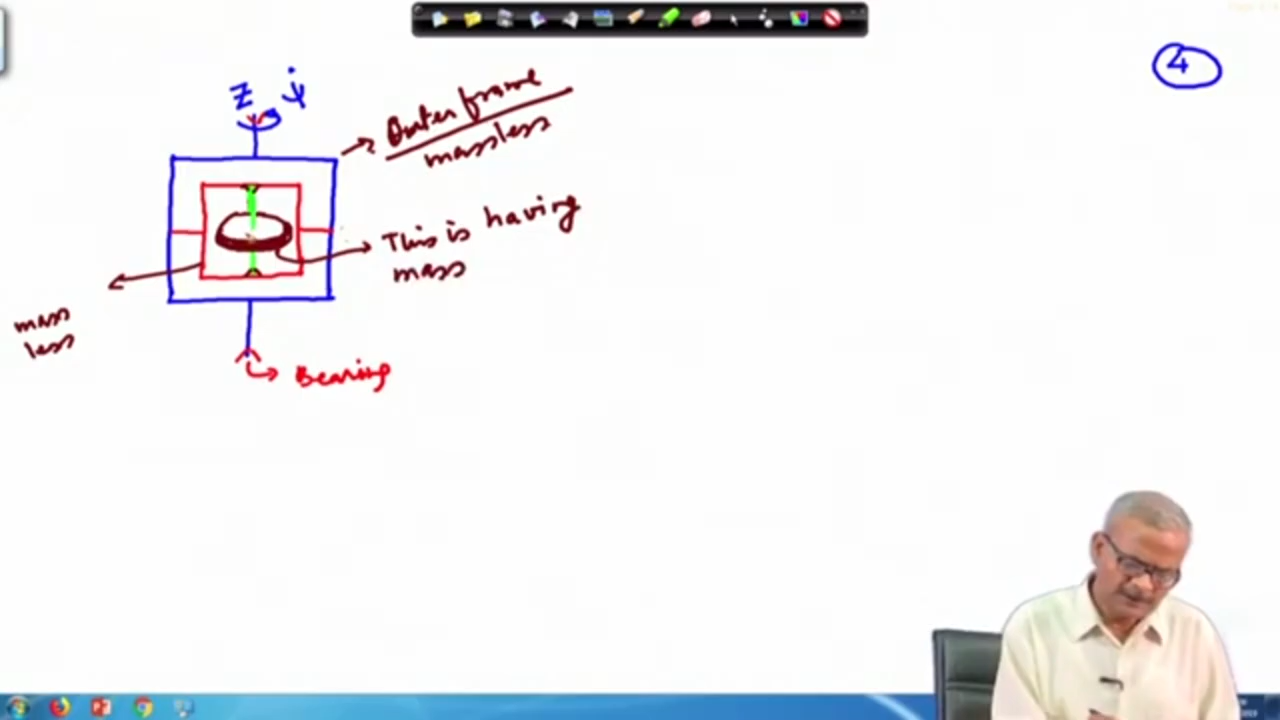 4
Z ψ̇
Outer frame
massless
This is having
mass
mass
less
Bearing